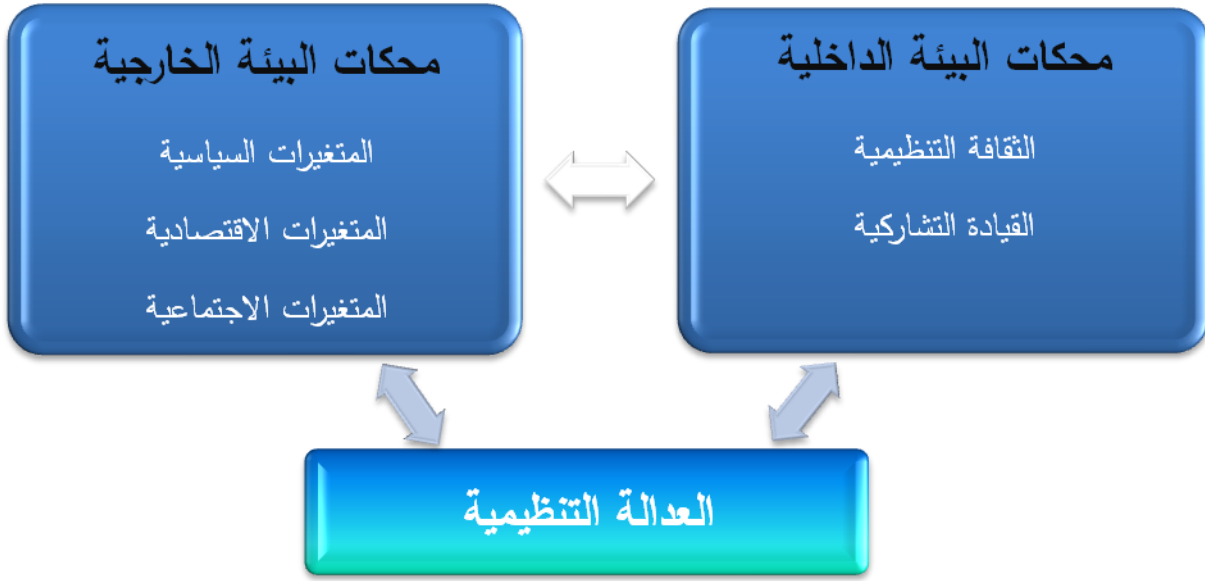 محكات البيئة الداخلية
الثقافة التنظيمية
القيادة التشاركية
محكات البيئة الخارجية
المتغيرات السياسية
المتغيرات الاقتصادية
المتغيرات الاجتماعية
العدالة التنظيمية